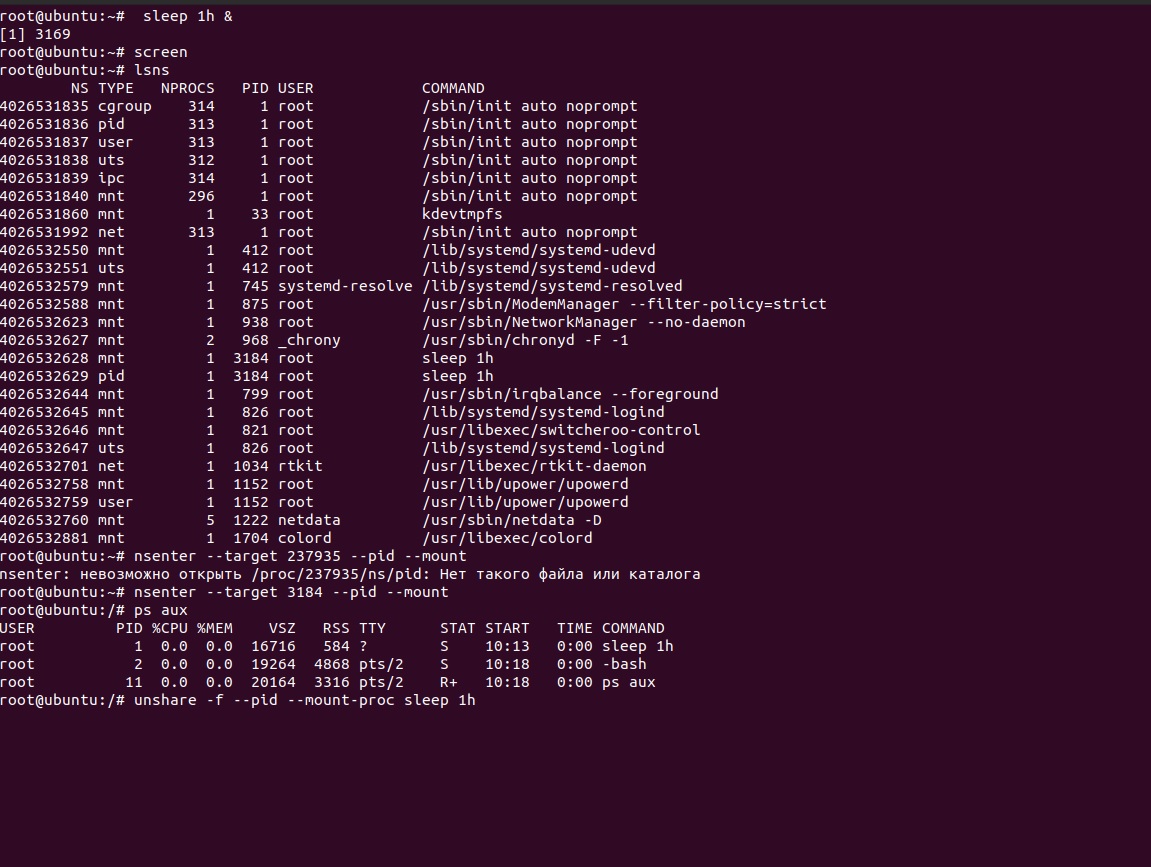 root@ubuntu:~#  sleep 1h &
[1] 3169
root@ubuntu:~# screen
root@ubuntu:~# lsns
        NS TYPE   NPROCS   PID USER            COMMAND
4026531835 cgroup    314     1 root            /sbin/init auto noprompt
4026531836 pid       313     1 root            /sbin/init auto noprompt
4026531837 user      313     1 root            /sbin/init auto noprompt
4026531838 uts       312     1 root            /sbin/init auto noprompt
4026531839 ipc       314     1 root            /sbin/init auto noprompt
4026531840 mnt       296     1 root            /sbin/init auto noprompt
4026531860 mnt         1    33 root            kdevtmpfs
4026531992 net       313     1 root            /sbin/init auto noprompt
4026532550 mnt         1   412 root            /lib/systemd/systemd-udevd
4026532551 uts         1   412 root            /lib/systemd/systemd-udevd
4026532579 mnt         1   745 systemd-resolve /lib/systemd/systemd-resolved
4026532588 mnt         1   875 root            /usr/sbin/ModemManager --filter-policy=strict
4026532623 mnt         1   938 root            /usr/sbin/NetworkManager --no-daemon
4026532627 mnt         2   968 _chrony         /usr/sbin/chronyd -F -1
4026532628 mnt         1  3184 root            sleep 1h
4026532629 pid         1  3184 root            sleep 1h
4026532644 mnt         1   799 root            /usr/sbin/irqbalance --foreground
4026532645 mnt         1   826 root            /lib/systemd/systemd-logind
4026532646 mnt         1   821 root            /usr/libexec/switcheroo-control
4026532647 uts         1   826 root            /lib/systemd/systemd-logind
4026532701 net         1  1034 rtkit           /usr/libexec/rtkit-daemon
4026532758 mnt         1  1152 root            /usr/lib/upower/upowerd
4026532759 user        1  1152 root            /usr/lib/upower/upowerd
4026532760 mnt         5  1222 netdata         /usr/sbin/netdata -D
4026532881 mnt         1  1704 colord          /usr/libexec/colord
root@ubuntu:~# nsenter --target 237935 --pid --mount
nsenter: невозможно открыть /proc/237935/ns/pid: Нет такого файла или каталога
root@ubuntu:~# nsenter --target 3184 --pid --mount
root@ubuntu:/# ps aux
USER         PID %CPU %MEM    VSZ   RSS TTY      STAT START   TIME COMMAND
root           1  0.0  0.0  16716   584 ?        S    10:13   0:00 sleep 1h
root           2  0.0  0.0  19264  4868 pts/2    S    10:18   0:00 -bash
root          11  0.0  0.0  20164  3316 pts/2    R+   10:18   0:00 ps aux
root@ubuntu:/# unshare -f --pid --mount-proc sleep 1h